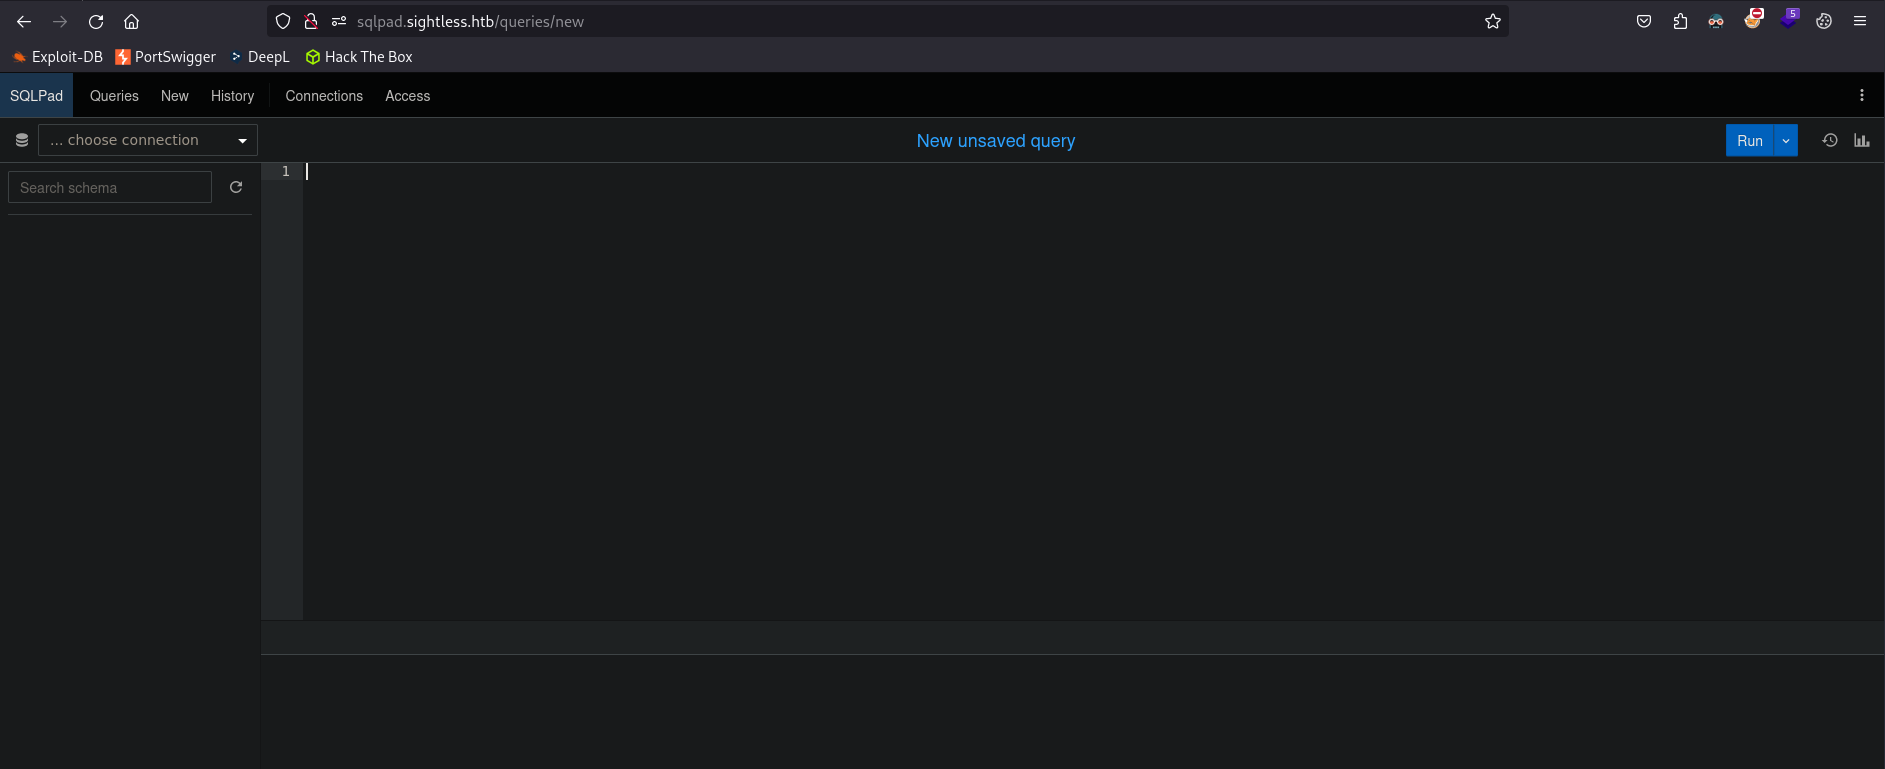 sqlpad.sightless.htb/queries/new
5
Exploit-DB PortSwigger DeepL Hack The Box
SQLPad Queries New History Connections Access
... choose connection New unsaved query Run
Search schema
1